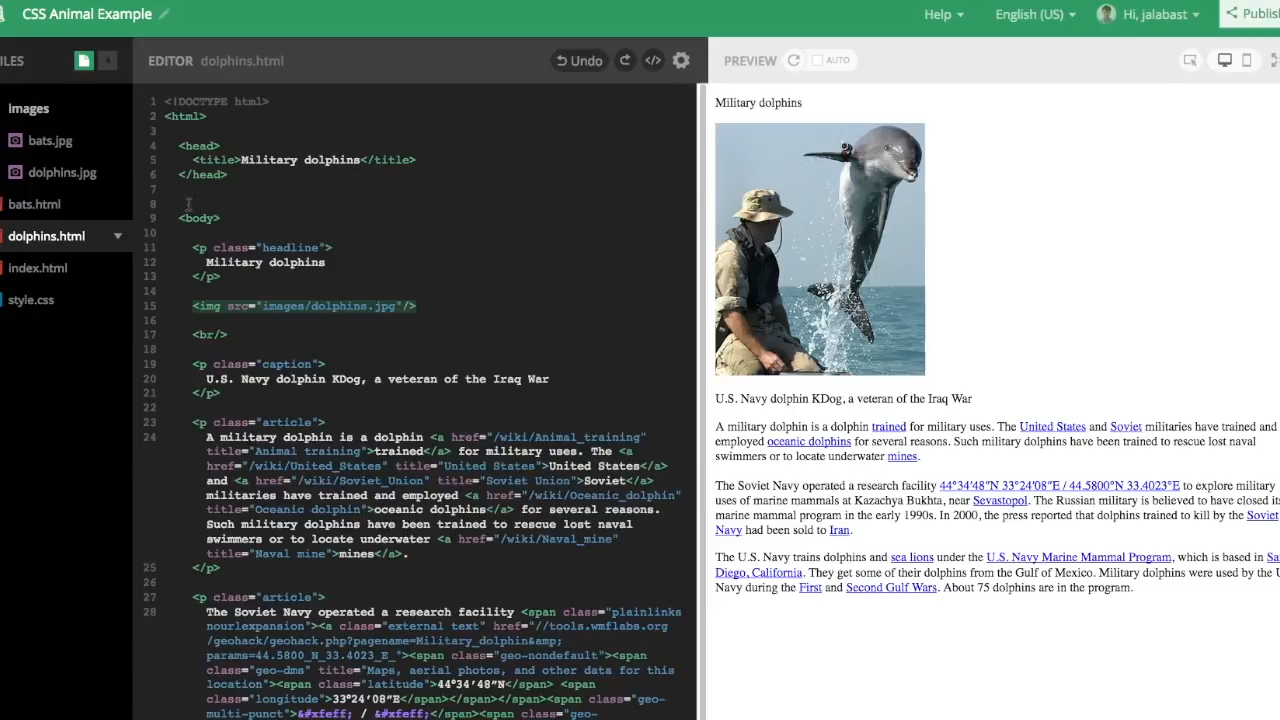 CSS Animal Example
Help
English (US)
Hi, jalabast
Publis
ILES
images
bats.jpg
dolphins.jpg
bats.html
dolphins.html
index.html
style.css
EDITOR dolphins.html
Undo
</>
1 <!DOCTYPE html>
2 <html>
3
4 <head>
5 <title>Military dolphins</title>
6 </head>
7
8
9 <body>
10
11 <p class="headline">
12 Military dolphins
13 </p>
14
15 <img src="images/dolphins.jpg"/>
16
17 <br/>
18
19 <p class="caption">
20 U.S. Navy dolphin KDog, a veteran of the Iraq War
21 </p>
22
23 <p class="article">
24 A military dolphin is a dolphin <a href="/wiki/Animal_training"
title="Animal training">trained</a> for military uses. The <a
href="/wiki/United_States" title="United States">United States</a>
and <a href="/wiki/Soviet_Union" title="Soviet Union">Soviet</a>
militaries have trained and employed <a href="/wiki/Oceanic_dolphin"
title="Oceanic dolphin">oceanic dolphins</a> for several reasons.
Such military dolphins have been trained to rescue lost naval
swimmers or to locate underwater <a href="/wiki/Naval_mine"
title="Naval mine">mines</a>.
25 </p>
26
27 <p class="article">
28 The Soviet Navy operated a research facility <span class="plainlinks
nourlexpansion"><a class="external text" href="//tools.wmflabs.org
/geohack/geohack.php?pagename=Military_dolphin&amp;
params=44.5800_N_33.4023_E_"><span class="geo-nondefault"><span
class="geo-dms" title="Maps, aerial photos, and other data for this
location"><span class="latitude">44°34′48″N</span> <span
class="longitude">33°24′08″E</span></span></span><span class="geo-
multi-punct">&#xfeff; / &#xfeff;</span><span class="geo-
PREVIEW
AUTO
Military dolphins
U.S. Navy dolphin KDog, a veteran of the Iraq War
A military dolphin is a dolphin trained for military uses. The United States and Soviet militaries have trained and
employed oceanic dolphins for several reasons. Such military dolphins have been trained to rescue lost naval
swimmers or to locate underwater mines.
The Soviet Navy operated a research facility 44°34′48″N 33°24′08″E / 44.5800°N 33.4023°E to explore military
uses of marine mammals at Kazachya Bukhta, near Sevastopol. The Russian military is believed to have closed its
marine mammal program in the early 1990s. In 2000, the press reported that dolphins trained to kill by the Soviet
Navy had been sold to Iran.
The U.S. Navy trains dolphins and sea lions under the U.S. Navy Marine Mammal Program, which is based in Sa
Diego, California. They get some of their dolphins from the Gulf of Mexico. Military dolphins were used by the U
Navy during the First and Second Gulf Wars. About 75 dolphins are in the program.